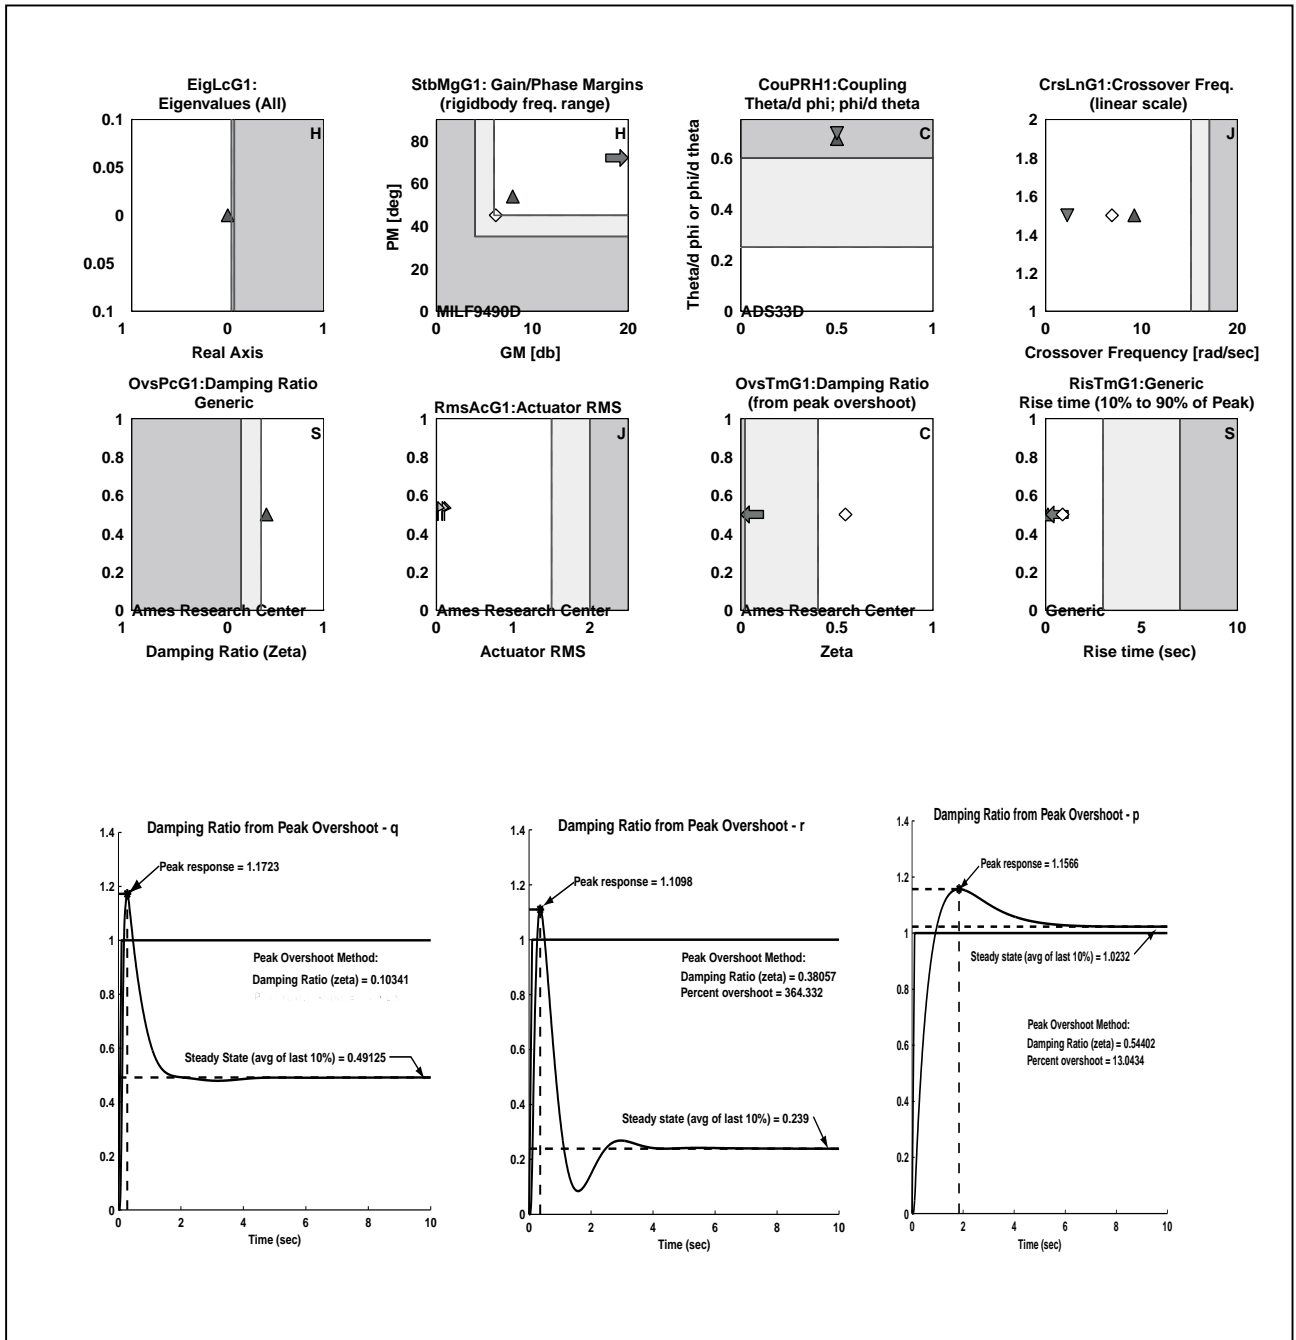 EigLcG1:
Eigenvalues (All)
0.1
0.05
0
0.05
0.1
H
1 0 1
Real Axis
StbMgG1: Gain/Phase Margins
(rigidbody freq. range)
PM [deg]
80
60
40
20
0
H
MILF9490D
0 10 20
GM [db]
CouPRH1:Coupling
Theta/d phi; phi/d theta
Theta/d phi or phi/d theta
0.6
0.4
0.2
0
C
ADS33D
0 0.5 1
CrsLnG1:Crossover Freq.
(linear scale)
2
1.8
1.6
1.4
1.2
1
J
0 10 20
Crossover Frequency [rad/sec]
OvsPcG1:Damping Ratio
Generic
1
0.8
0.6
0.4
0.2
0
S
Ames Research Center
1 0 1
Damping Ratio (Zeta)
RmsAcG1:Actuator RMS
1
0.8
0.6
0.4
0.2
0
J
Ames Research Center
0 1 2
Actuator RMS
OvsTmG1:Damping Ratio
(from peak overshoot)
1
0.8
0.6
0.4
0.2
0
C
Ames Research Center
0 0.5 1
Zeta
RisTmG1:Generic
Rise time (10% to 90% of Peak)
1
0.8
0.6
0.4
0.2
0
S
Generic
0 5 10
Rise time (sec)
Damping Ratio from Peak Overshoot - q
1.4
1.2
1
0.8
0.6
0.4
0.2
0
Peak response = 1.1723
Peak Overshoot Method:
Damping Ratio (zeta) = 0.10341
Steady State (avg of last 10%) = 0.49125
0 2 4 6 8 10
Time (sec)
Damping Ratio from Peak Overshoot - r
1.4
1.2
1
0.8
0.6
0.4
0.2
0
Peak response = 1.1098
Peak Overshoot Method:
Damping Ratio (zeta) = 0.38057
Percent overshoot = 364.332
Steady state (avg of last 10%) = 0.239
0 2 4 6 8 10
Time (sec)
Damping Ratio from Peak Overshoot - p
1.4
1.2
1
0.8
0.6
0.4
0.2
0
Peak response = 1.1566
Steady state (avg of last 10%) = 1.0232
Peak Overshoot Method:
Damping Ratio (zeta) = 0.54402
Percent overshoot = 13.0434
0 2 4 6 8 10
Time (sec)